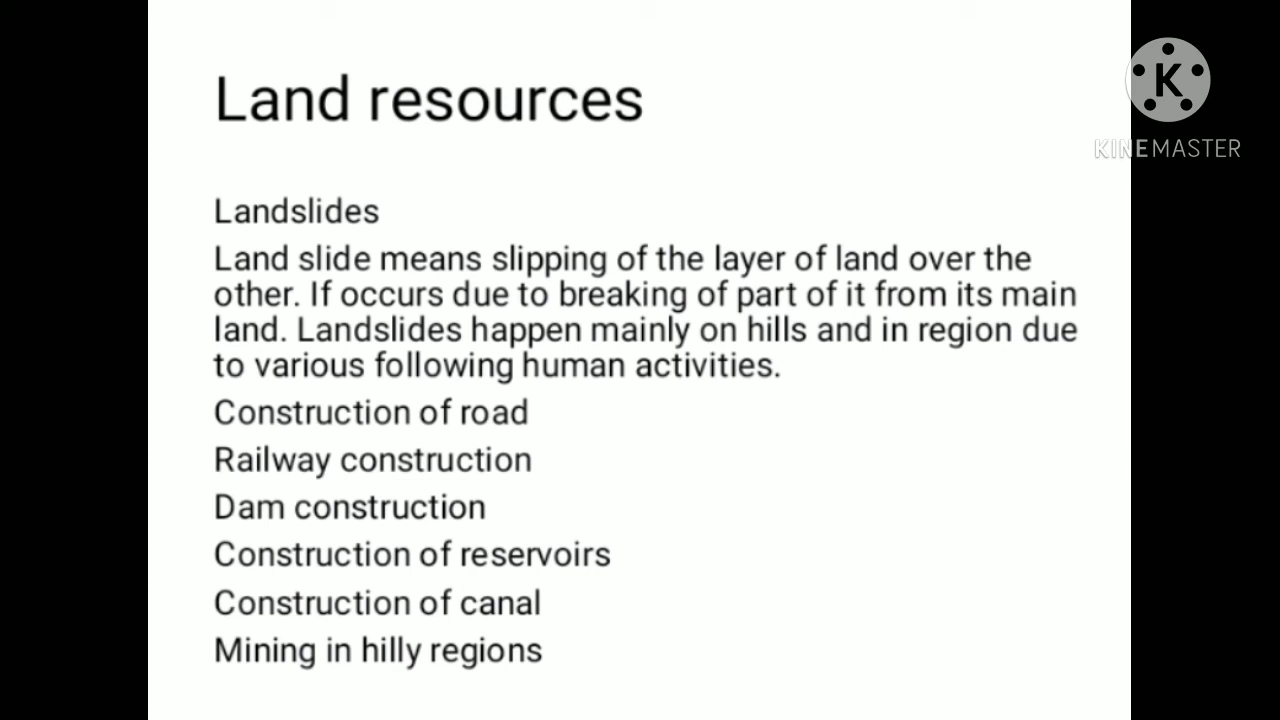 Land resources
K
KINEMASTER
Landslides
Land slide means slipping of the layer of land over the
other. If occurs due to breaking of part of it from its main
land. Landslides happen mainly on hills and in region due
to various following human activities.
Construction of road
Railway construction
Dam construction
Construction of reservoirs
Construction of canal
Mining in hilly regions